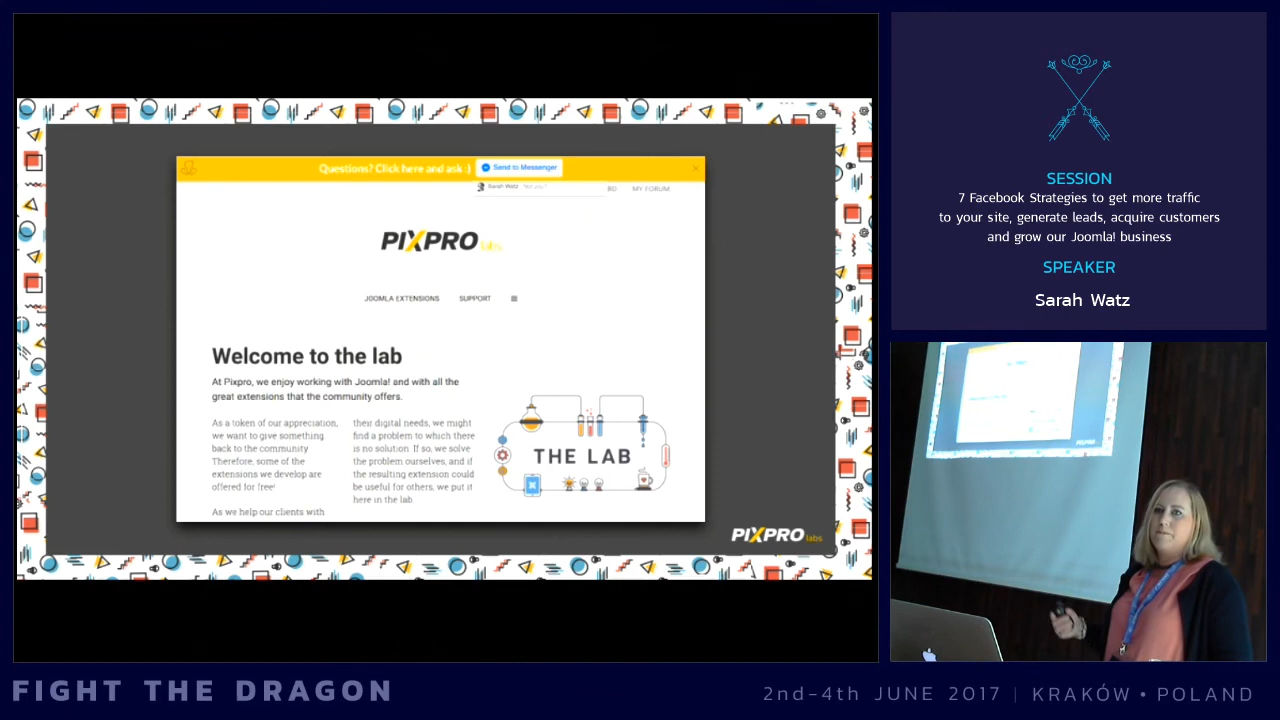 Questions? Click here and ask :)
Send to Messenger
Sarah Watz Not you?
MY FORUM
PIXPRO labs
JOOMLA EXTENSIONS
SUPPORT
Welcome to the lab
At Pixpro, we enjoy working with Joomla! and with all the
great extensions that the community offers.
As a token of our appreciation,
we want to give something
back to the community
Therefore, some of the
extensions we develop are
offered for free!
As we help our clients with
their digital needs, we might
find a problem to which there
is no solution. If so, we solve
the problem ourselves, and if
the resulting extension could
be useful for others, we put it
here in the lab.
THE LAB
PIXPRO labs
SESSION
7 Facebook Strategies to get more traffic
to your site, generate leads, acquire customers
and grow our Joomla! business
SPEAKER
Sarah Watz
FIGHT THE DRAGON
2nd-4th JUNE 2017 | KRAKÓW • POLAND